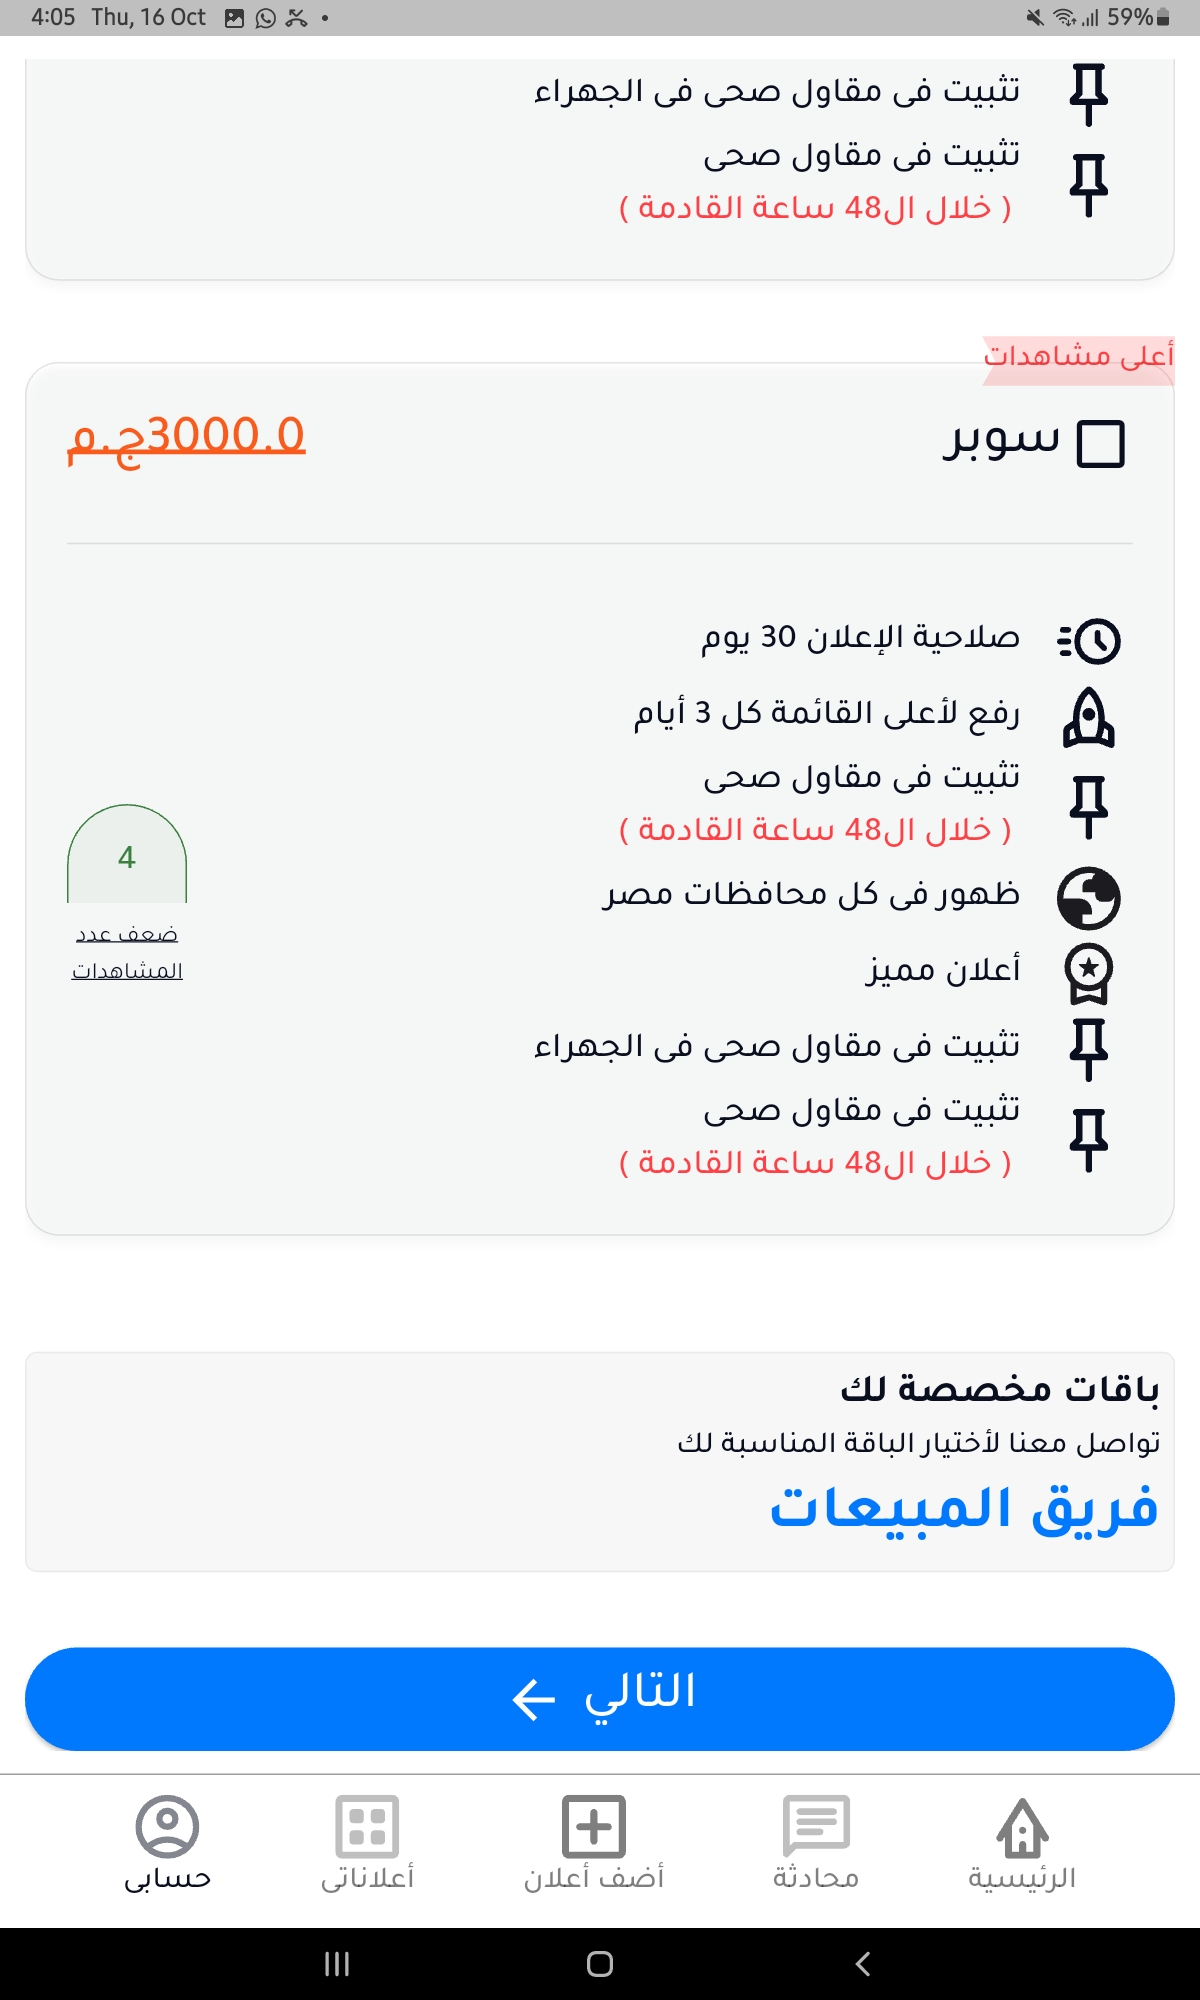 4:05 Thu, 16 Oct 59%
تثبيت فى مقاول صحى فى الجهراء
تثبيت فى مقاول صحى
( خلال ال48 ساعة القادمة )
أعلى مشاهدات
سوبر
3000.0ج.م
صلاحية الإعلان 30 يوم
رفع لأعلى القائمة كل 3 أيام
تثبيت فى مقاول صحى
( خلال ال48 ساعة القادمة )
ظهور فى كل محافظات مصر
أعلان مميز
تثبيت فى مقاول صحى فى الجهراء
تثبيت فى مقاول صحى
( خلال ال48 ساعة القادمة )
4
ضعف عدد
المشاهدات
باقات مخصصة لك
تواصل معنا لأختيار الباقة المناسبة لك
فريق المبيعات
التالي
الرئيسية
محادثة
أضف أعلان
أعلاناتى
حسابى